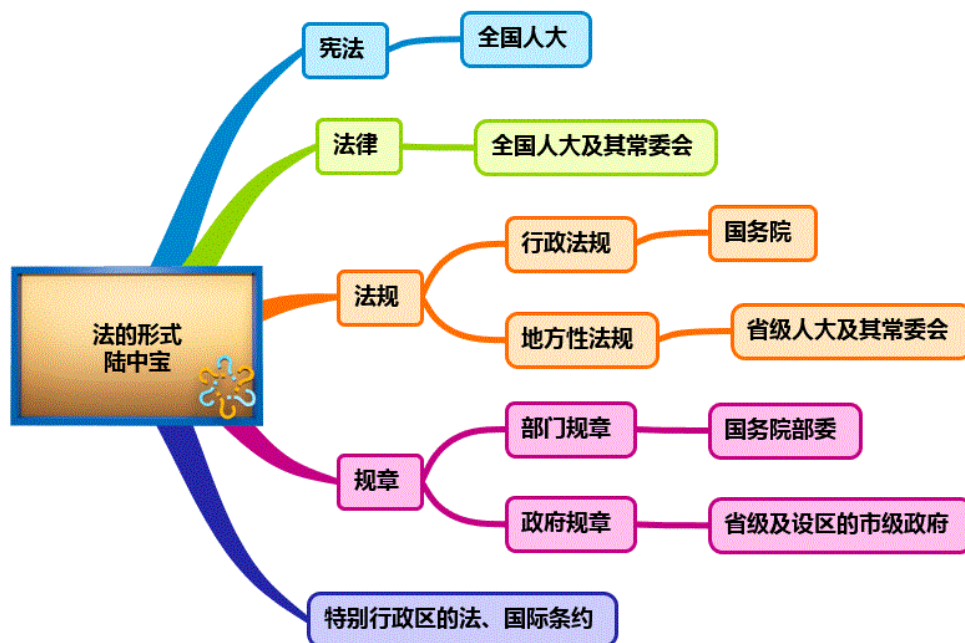 法的形式
陆中宝
宪法
全国人大
法律
全国人大及其常委会
法规
行政法规
国务院
地方性法规
省级人大及其常委会
规章
部门规章
国务院部委
政府规章
省级及设区的市级政府
特别行政区的法、国际条约